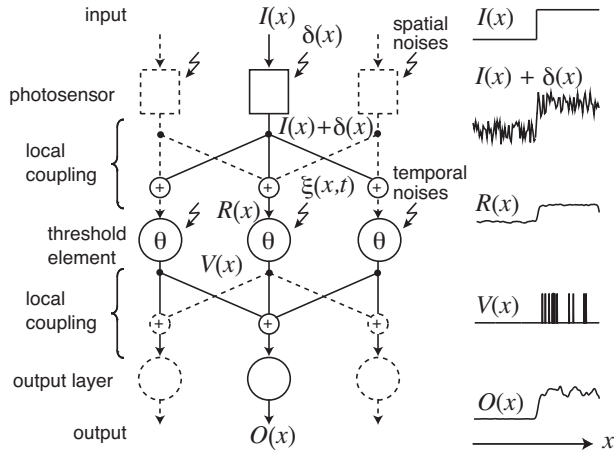 input
I(x)
δ(x)
spatial
noises
photosensor
I(x)+δ(x)
local
coupling
+
+
+
ξ(x,t)
temporal
noises
R(x)
threshold
element
θ
θ
θ
V(x)
local
coupling
+
+
+
output layer
output
O(x)
I(x)
I(x) + δ(x)
R(x)
V(x)
O(x)
x